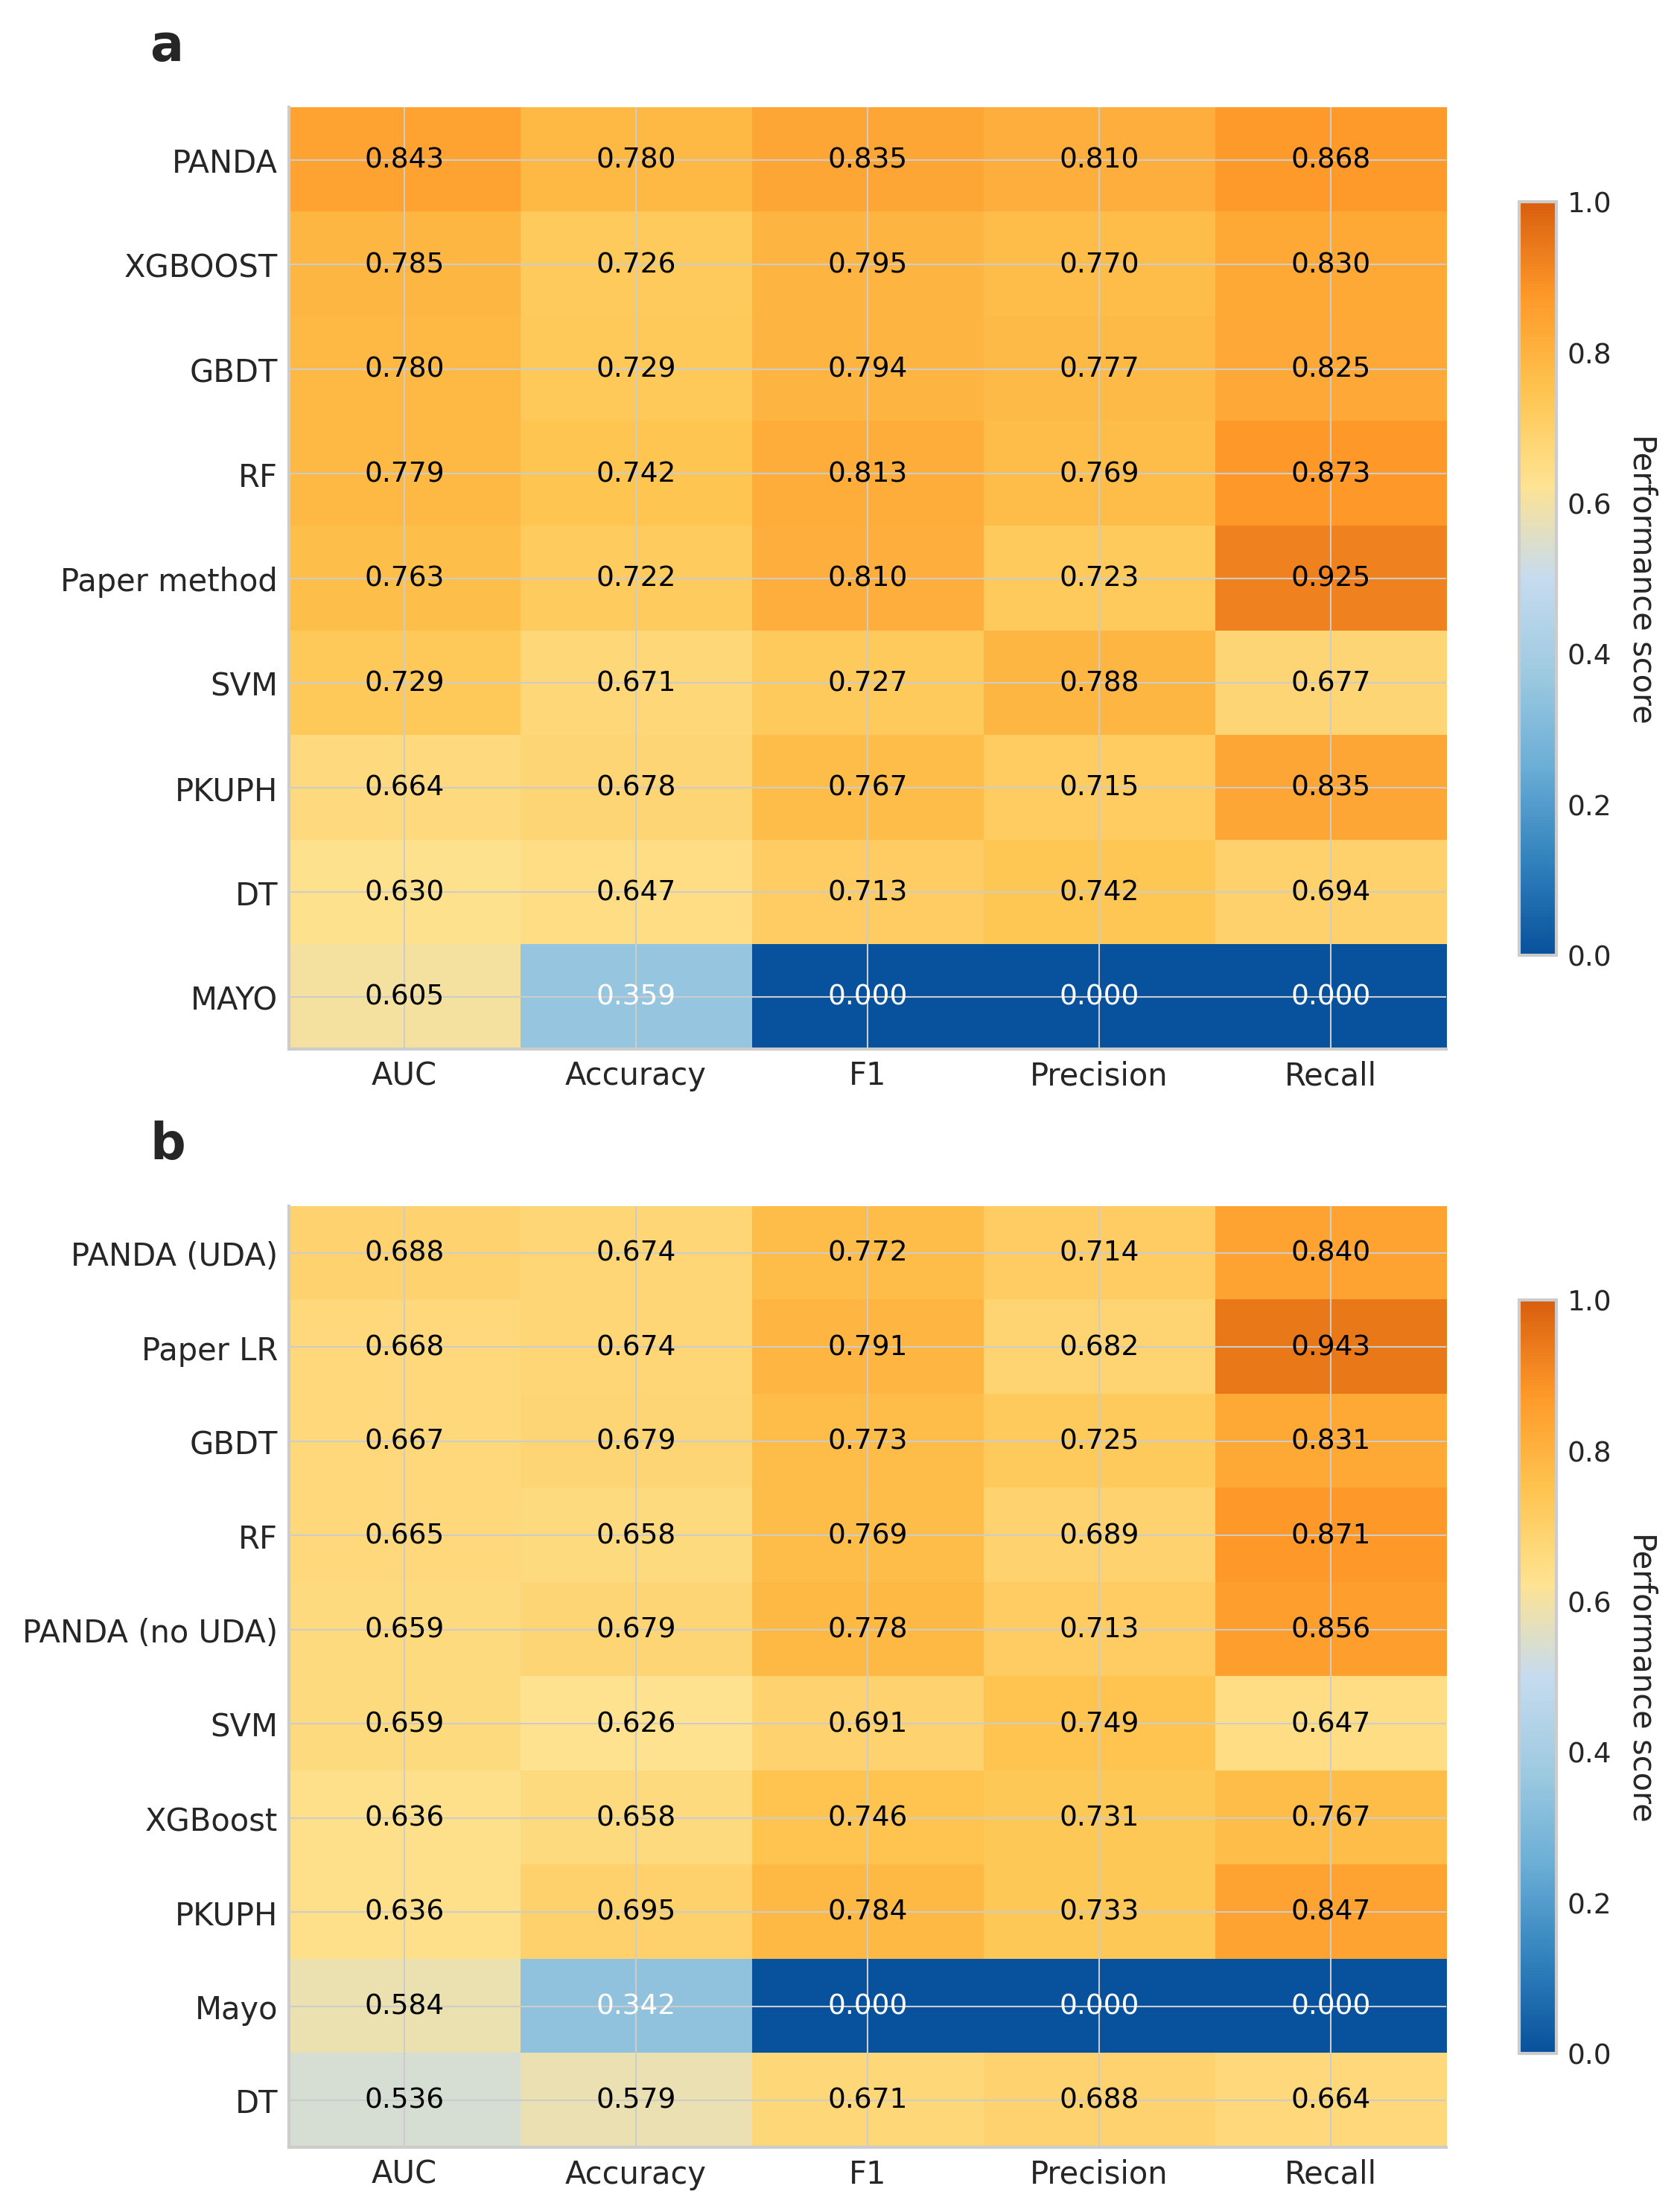 a
PANDA 0.843 0.780 0.835 0.810 0.868
XGBOOST 0.785 0.726 0.795 0.770 0.830
GBDT 0.780 0.729 0.794 0.777 0.825
RF 0.779 0.742 0.813 0.769 0.873
Paper method 0.763 0.722 0.810 0.723 0.925
SVM 0.729 0.671 0.727 0.788 0.677
PKUPH 0.664 0.678 0.767 0.715 0.835
DT 0.630 0.647 0.713 0.742 0.694
MAYO 0.605 0.359 0.000 0.000 0.000
AUC Accuracy F1 Precision Recall
1.0
0.8
0.6
0.4
0.2
0.0
Performance score
b
PANDA (UDA) 0.688 0.674 0.772 0.714 0.840
Paper LR 0.668 0.674 0.791 0.682 0.943
GBDT 0.667 0.679 0.773 0.725 0.831
RF 0.665 0.658 0.769 0.689 0.871
PANDA (no UDA) 0.659 0.679 0.778 0.713 0.856
SVM 0.659 0.626 0.691 0.749 0.647
XGBoost 0.636 0.658 0.746 0.731 0.767
PKUPH 0.636 0.695 0.784 0.733 0.847
Mayo 0.584 0.342 0.000 0.000 0.000
DT 0.536 0.579 0.671 0.688 0.664
AUC Accuracy F1 Precision Recall
1.0
0.8
0.6
0.4
0.2
0.0
Performance score